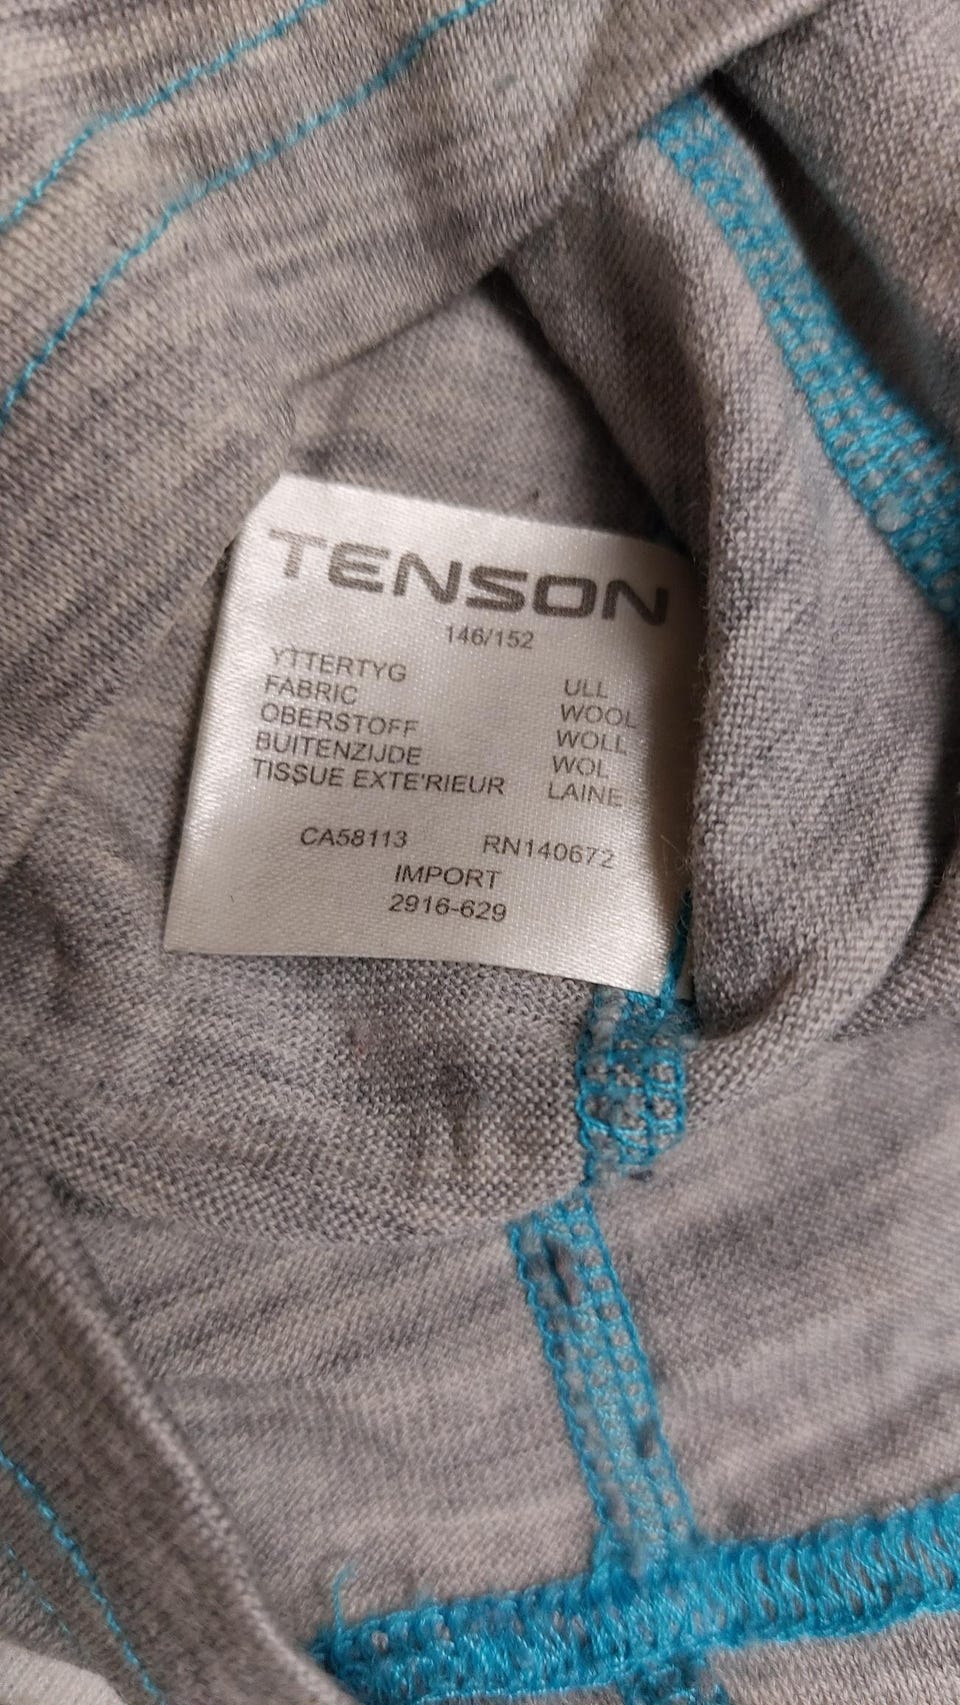 TENSON
146/152
YTTERTYG ULL
FABRIC WOOL
OBERSTOFF WOLL
BUITENZIJDE WOL
TISSUE EXTE'RIEUR LAINE
CA58113 RN140672
IMPORT
2916-629